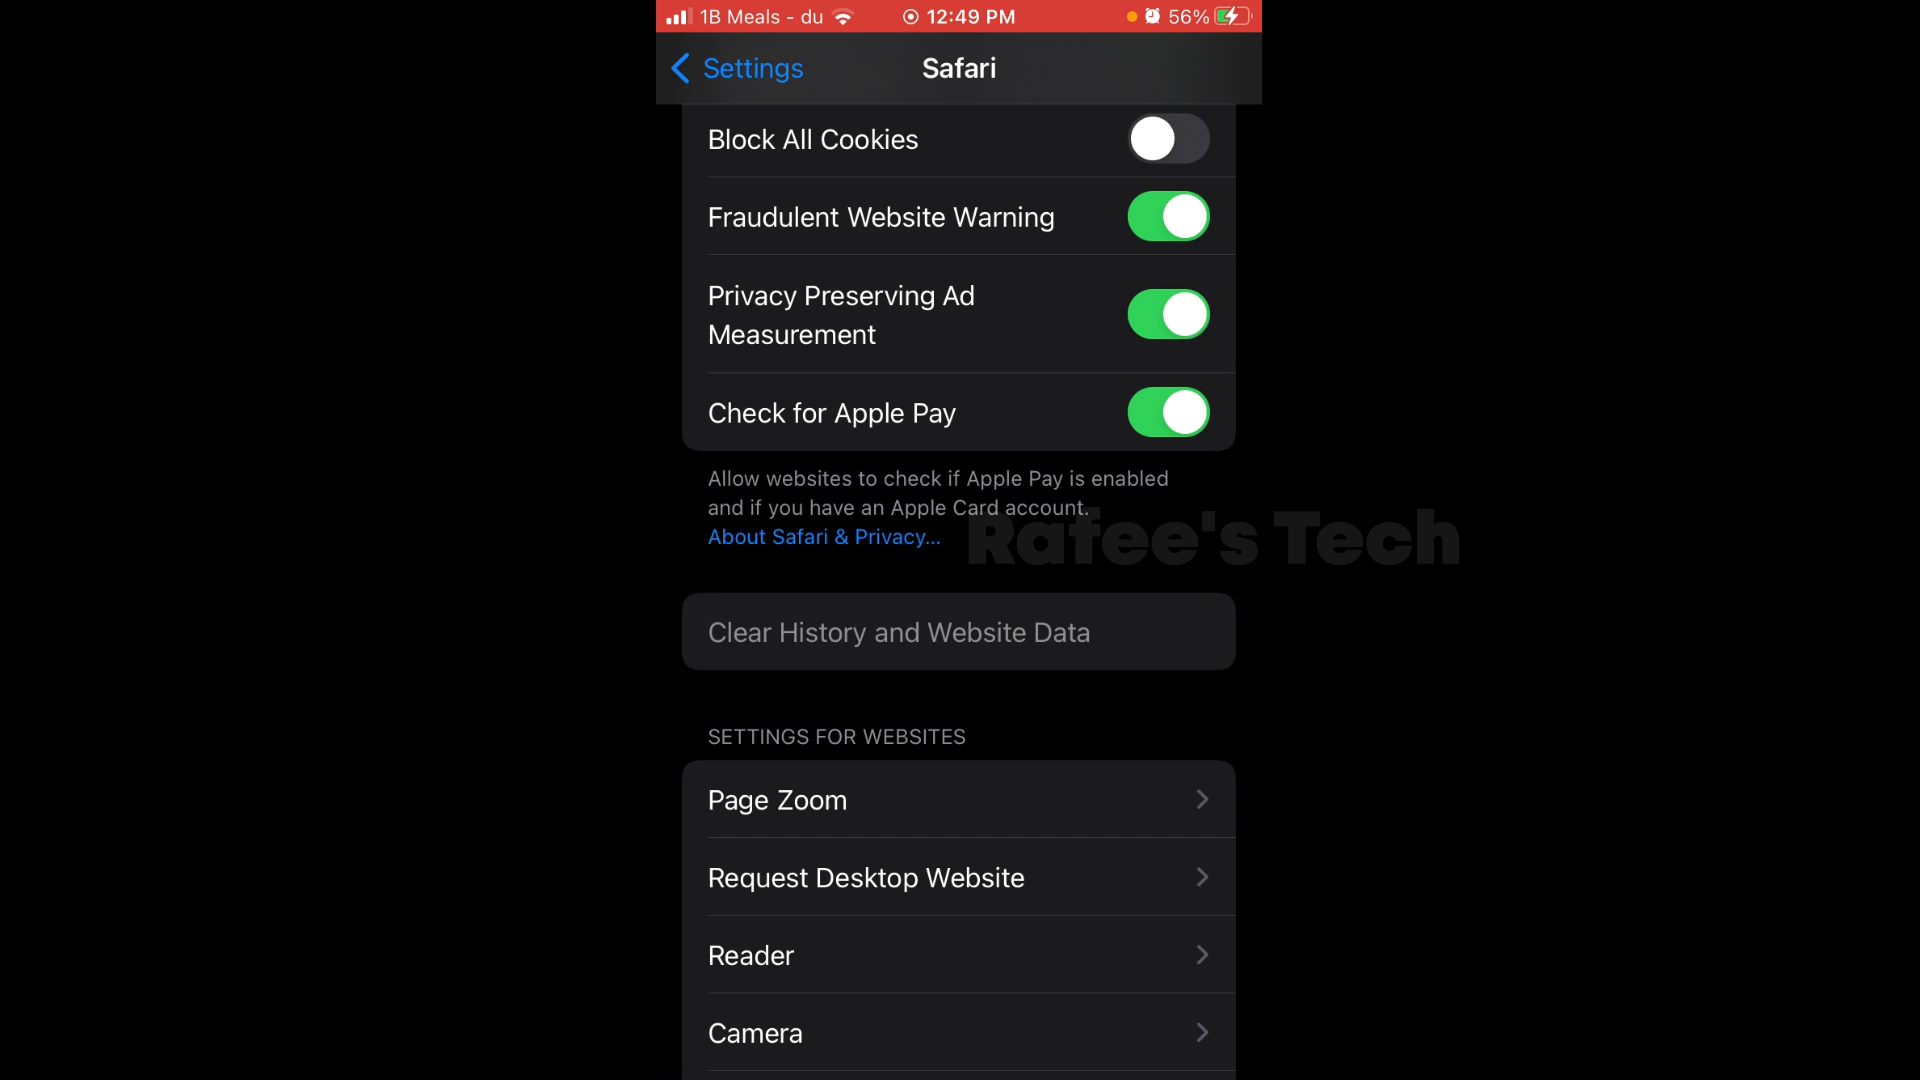 1B Meals - du 12:49 PM 56%
Settings Safari
Block All Cookies
Fraudulent Website Warning
Privacy Preserving Ad
Measurement
Check for Apple Pay
Allow websites to check if Apple Pay is enabled
and if you have an Apple Card account.
About Safari & Privacy...
Rafee's Tech
Clear History and Website Data
SETTINGS FOR WEBSITES
Page Zoom
Request Desktop Website
Reader
Camera